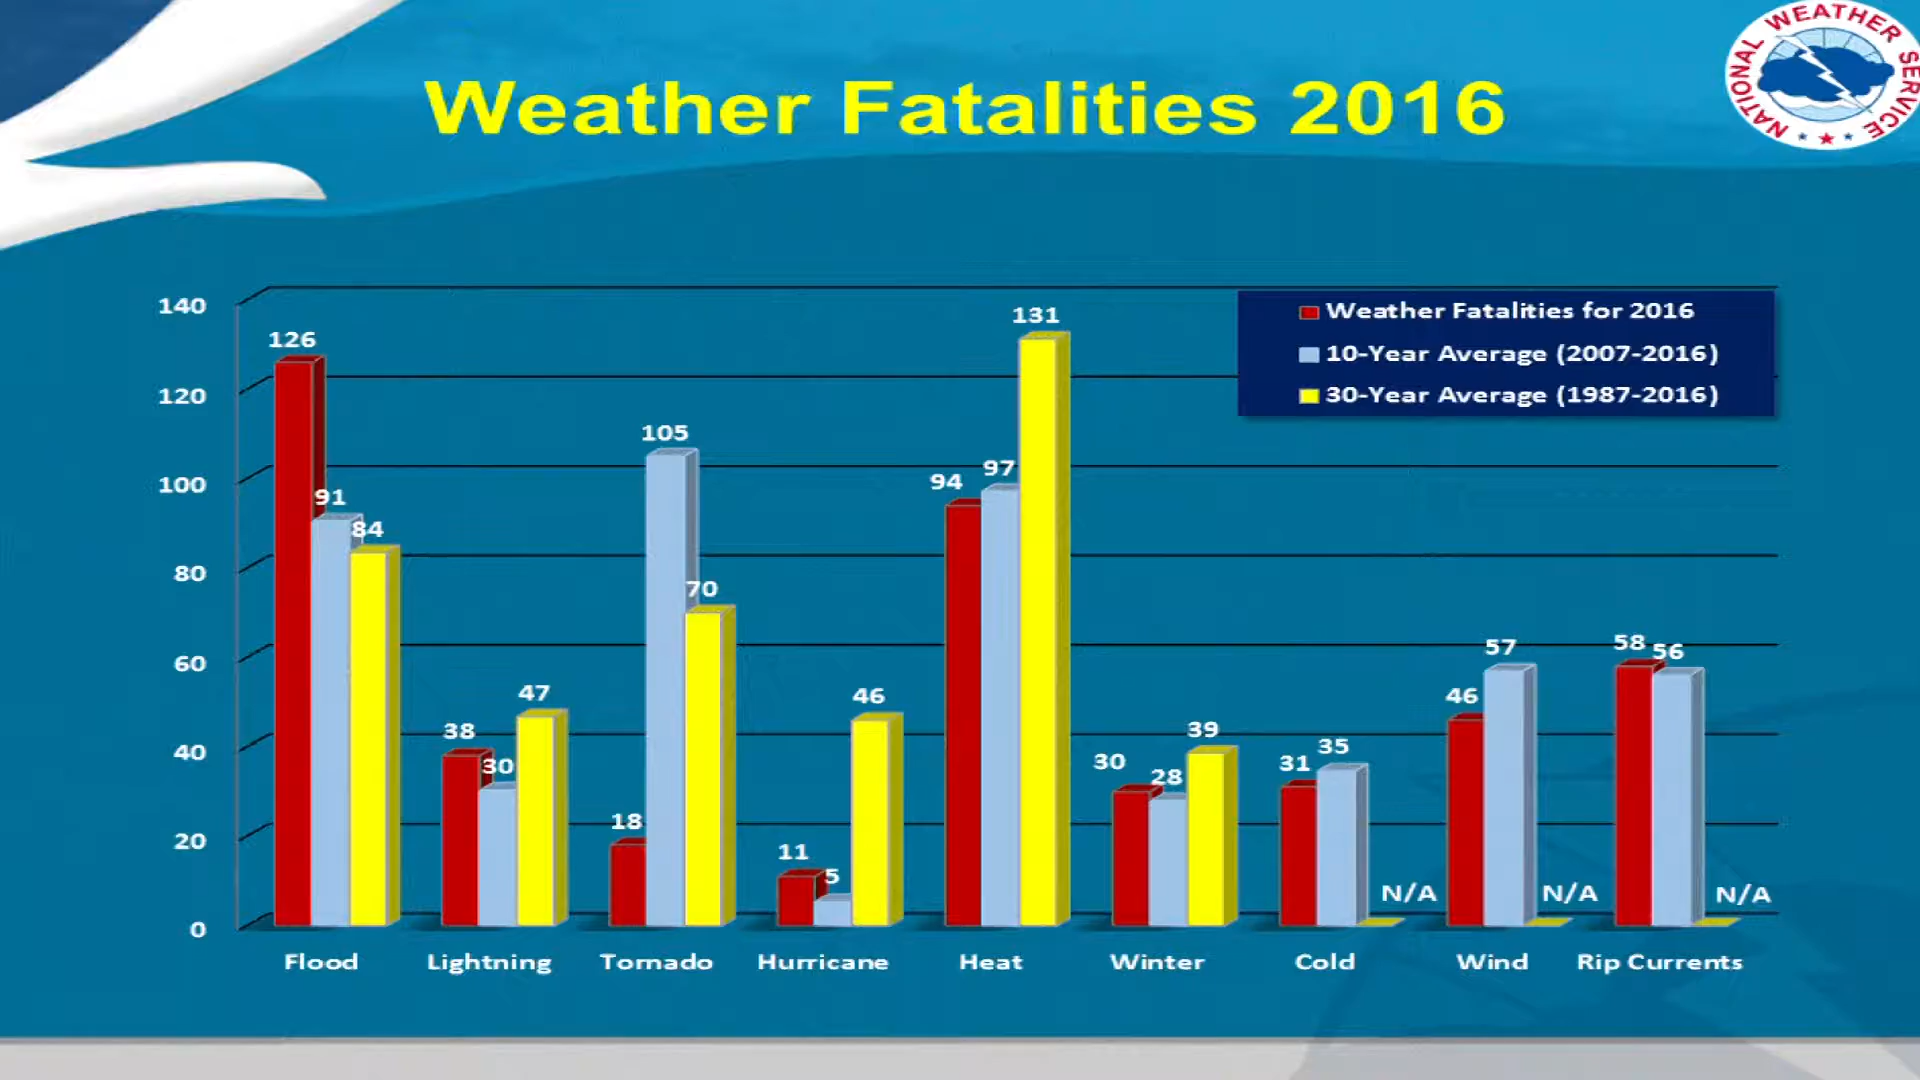 NATIONAL WEATHER SERVICE
Weather Fatalities 2016
Weather Fatalities for 2016
10-Year Average (2007-2016)
30-Year Average (1987-2016)
140
120
100
80
60
40
20
0
126
91
84
38
30
47
18
105
70
11
5
46
94
97
131
30
28
39
31
35
N/A
46
57
N/A
58
56
N/A
Flood
Lightning
Tornado
Hurricane
Heat
Winter
Cold
Wind
Rip Currents